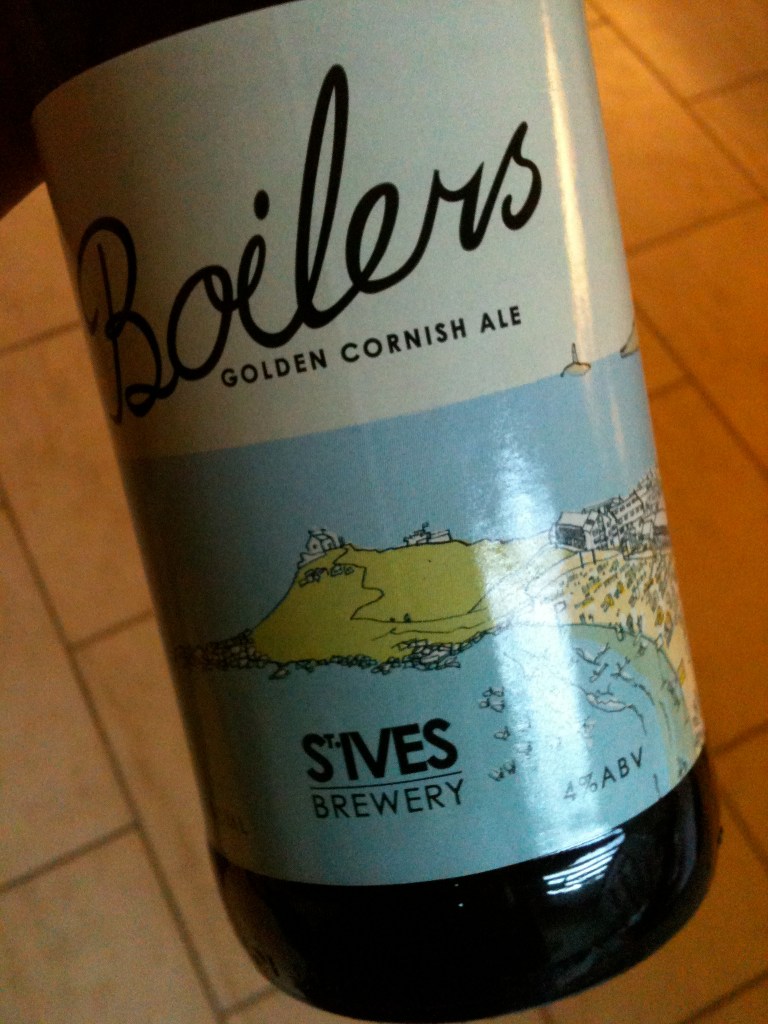 Boilers
GOLDEN CORNISH ALE
ST. IVES
BREWERY
4% ABV